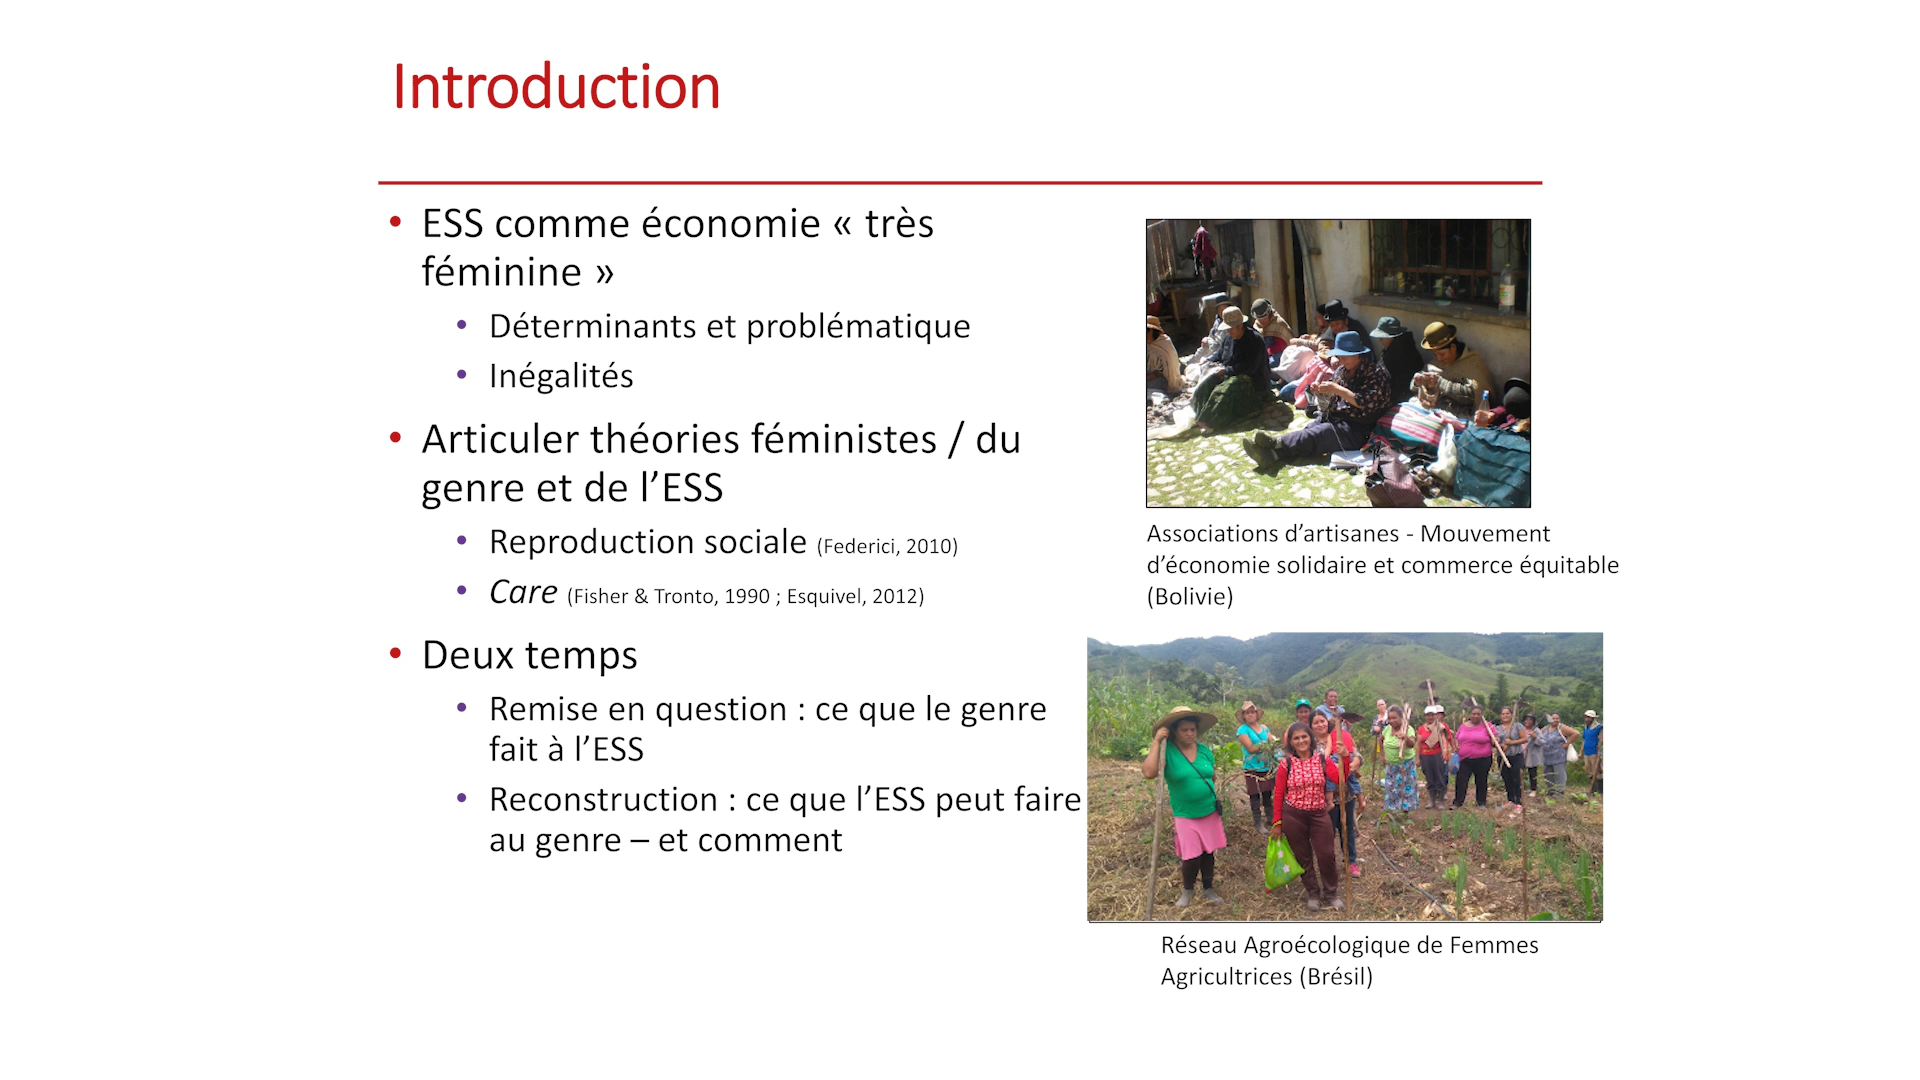 Introduction
• ESS comme économie « très
féminine »
• Déterminants et problématique
• Inégalités
• Articuler théories féministes / du
genre et de l’ESS
• Reproduction sociale (Federici, 2010)
• Care (Fisher & Tronto, 1990 ; Esquivel, 2012)
• Deux temps
• Remise en question : ce que le genre
fait à l’ESS
• Reconstruction : ce que l’ESS peut faire
au genre – et comment
Associations d’artisanes - Mouvement
d’économie solidaire et commerce équitable
(Bolivie)
Réseau Agroécologique de Femmes
Agricultrices (Brésil)